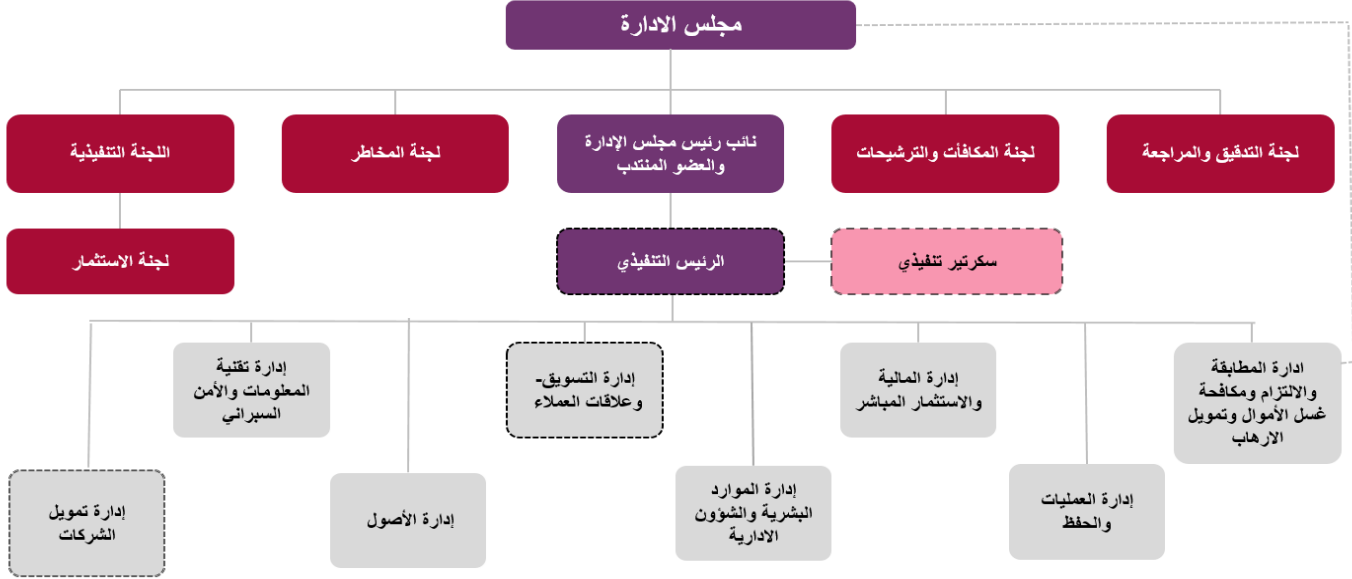 مجلس الادارة
لجنة التدقيق والمراجعة
لجنة المكافأت والترشيحات
نائب رئيس مجلس الإدارة
والعضو المنتدب
لجنة المخاطر
اللجنة التنفيذية
سكرتير تنفيذي
الرئيس التنفيذي
لجنة الاستثمار
ادارة المطابقة
والالتزام ومكافحة
غسل الأموال وتمويل
الارهاب
إدارة المالية
والاستثمار المباشر
إدارة التسويق-
وعلاقات العملاء
إدارة تقنية
المعلومات والأمن
السبراني
إدارة العمليات
والحفظ
إدارة الموارد
البشرية والشؤون
الادارية
إدارة الأصول
إدارة تمويل
الشركات